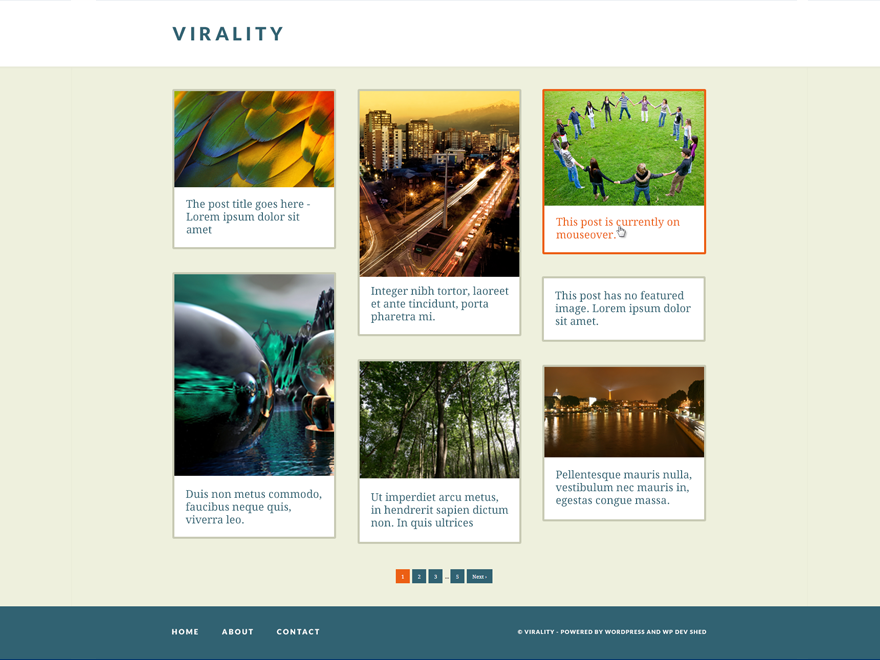 VIRALITY
The post title goes here -
Lorem ipsum dolor sit
amet
Duis non metus commodo,
faucibus neque quis,
viverra leo.
Integer nibh tortor, laoreet
et ante tincidunt, porta
pharetra mi.
Ut imperdiet arcu metus,
in hendrerit sapien dictum
non. In quis ultrices
This post is currently on
mouseover.
This post has no featured
image. Lorem ipsum dolor
sit amet.
Pellentesque mauris nulla,
vestibulum nec mauris in,
egestas congue massa.
1 2 3 ... 5 Next ›
HOME ABOUT CONTACT
© VIRALITY - POWERED BY WORDPRESS AND WP DEV SHED